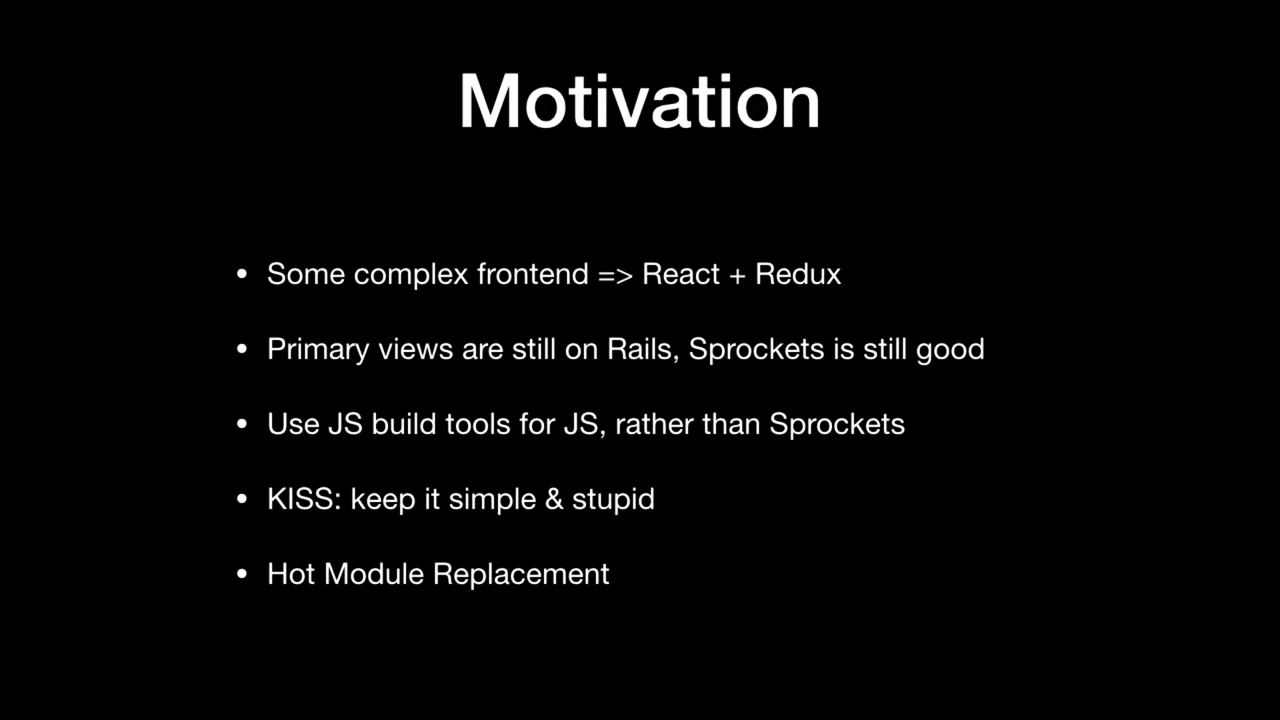 Motivation
• Some complex frontend => React + Redux
• Primary views are still on Rails, Sprockets is still good
• Use JS build tools for JS, rather than Sprockets
• KISS: keep it simple & stupid
• Hot Module Replacement